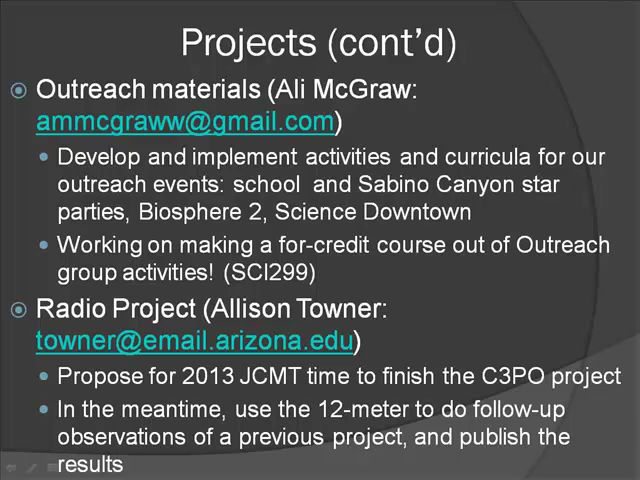 Projects (cont’d)
Outreach materials (Ali McGraw:
ammcgraww@gmail.com)
Develop and implement activities and curricula for our
outreach events: school and Sabino Canyon star
parties, Biosphere 2, Science Downtown
Working on making a for-credit course out of Outreach
group activities! (SCI299)
Radio Project (Allison Towner:
towner@email.arizona.edu)
Propose for 2013 JCMT time to finish the C3PO project
In the meantime, use the 12-meter to do follow-up
observations of a previous project, and publish the
results